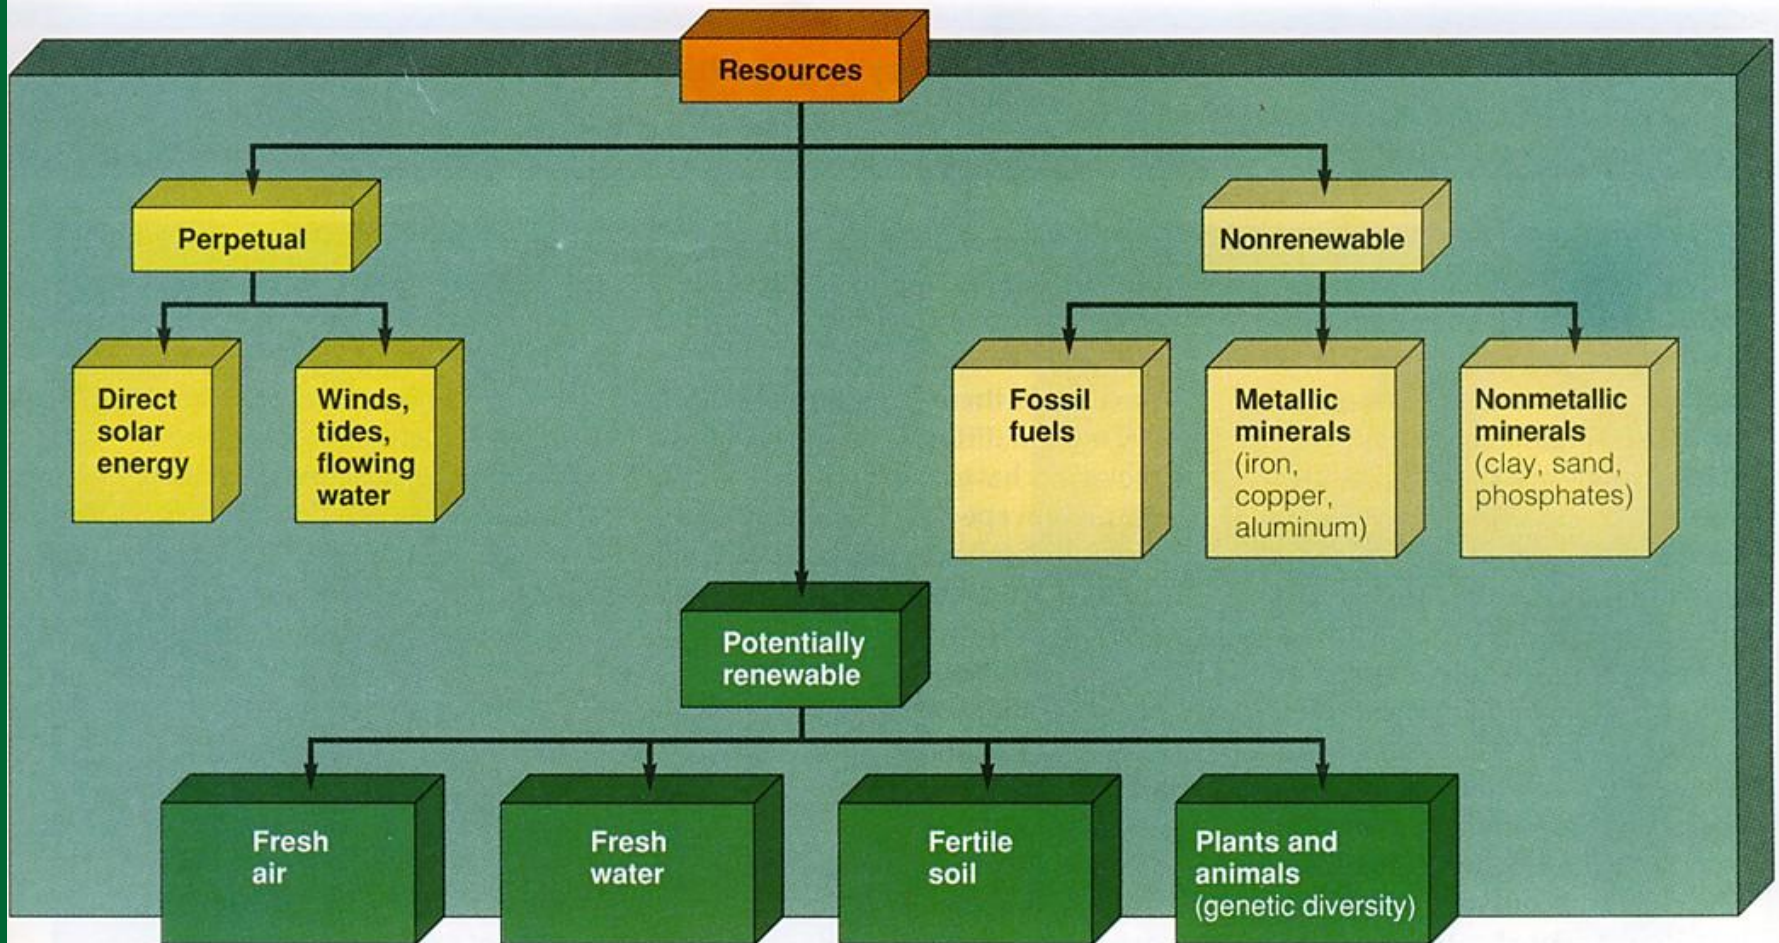 Resources
Perpetual
Nonrenewable
Direct
solar
energy
Winds,
tides,
flowing
water
Fossil
fuels
Metallic
minerals
(iron,
copper,
aluminum)
Nonmetallic
minerals
(clay, sand,
phosphates)
Potentially
renewable
Fresh
air
Fresh
water
Fertile
soil
Plants and
animals
(genetic diversity)